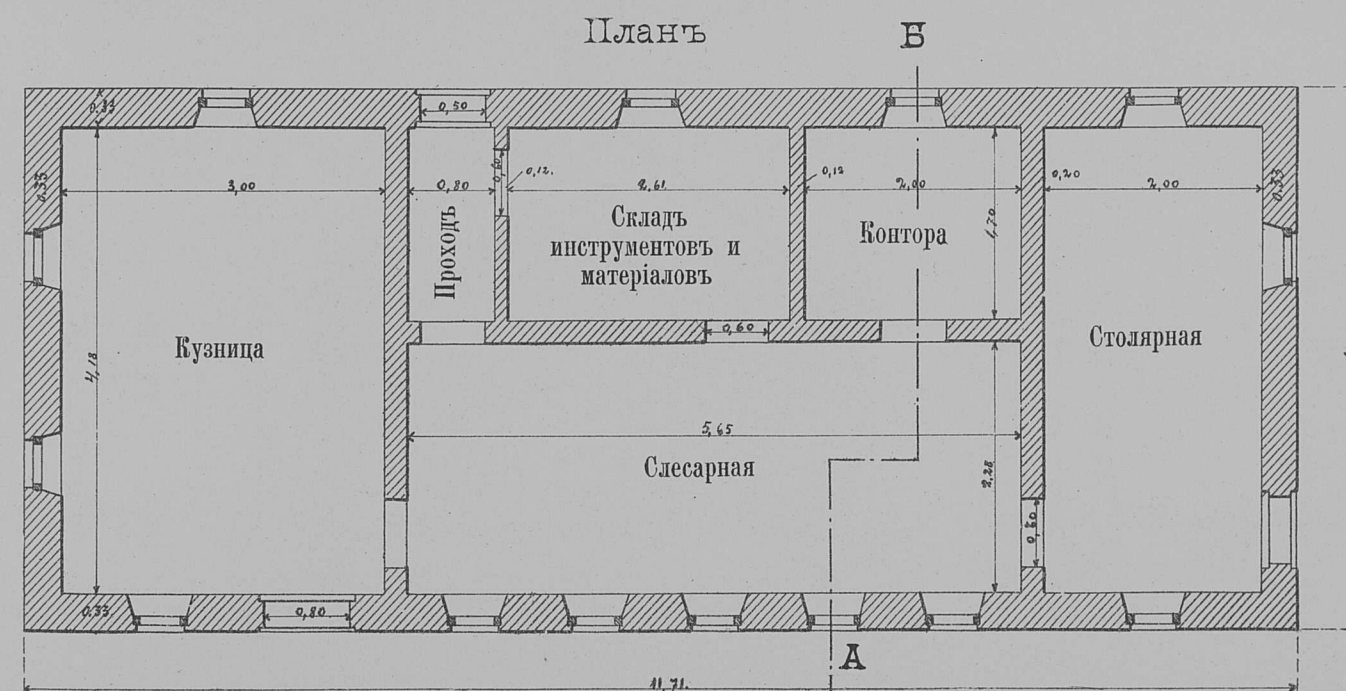 Планъ
Б
0,33
0,50
0,33
3,00
0,80
0,60
0,12.
2,61
0,12
2,00
0,20
2,00
0,33
Проходъ
Складъ
инструментовъ и
матеріаловъ
Контора
1,70
Кузница
4,18
0,60
Столярная
5,65
Слесарная
2,28
0,60
0,33
0,80
А
11,71.